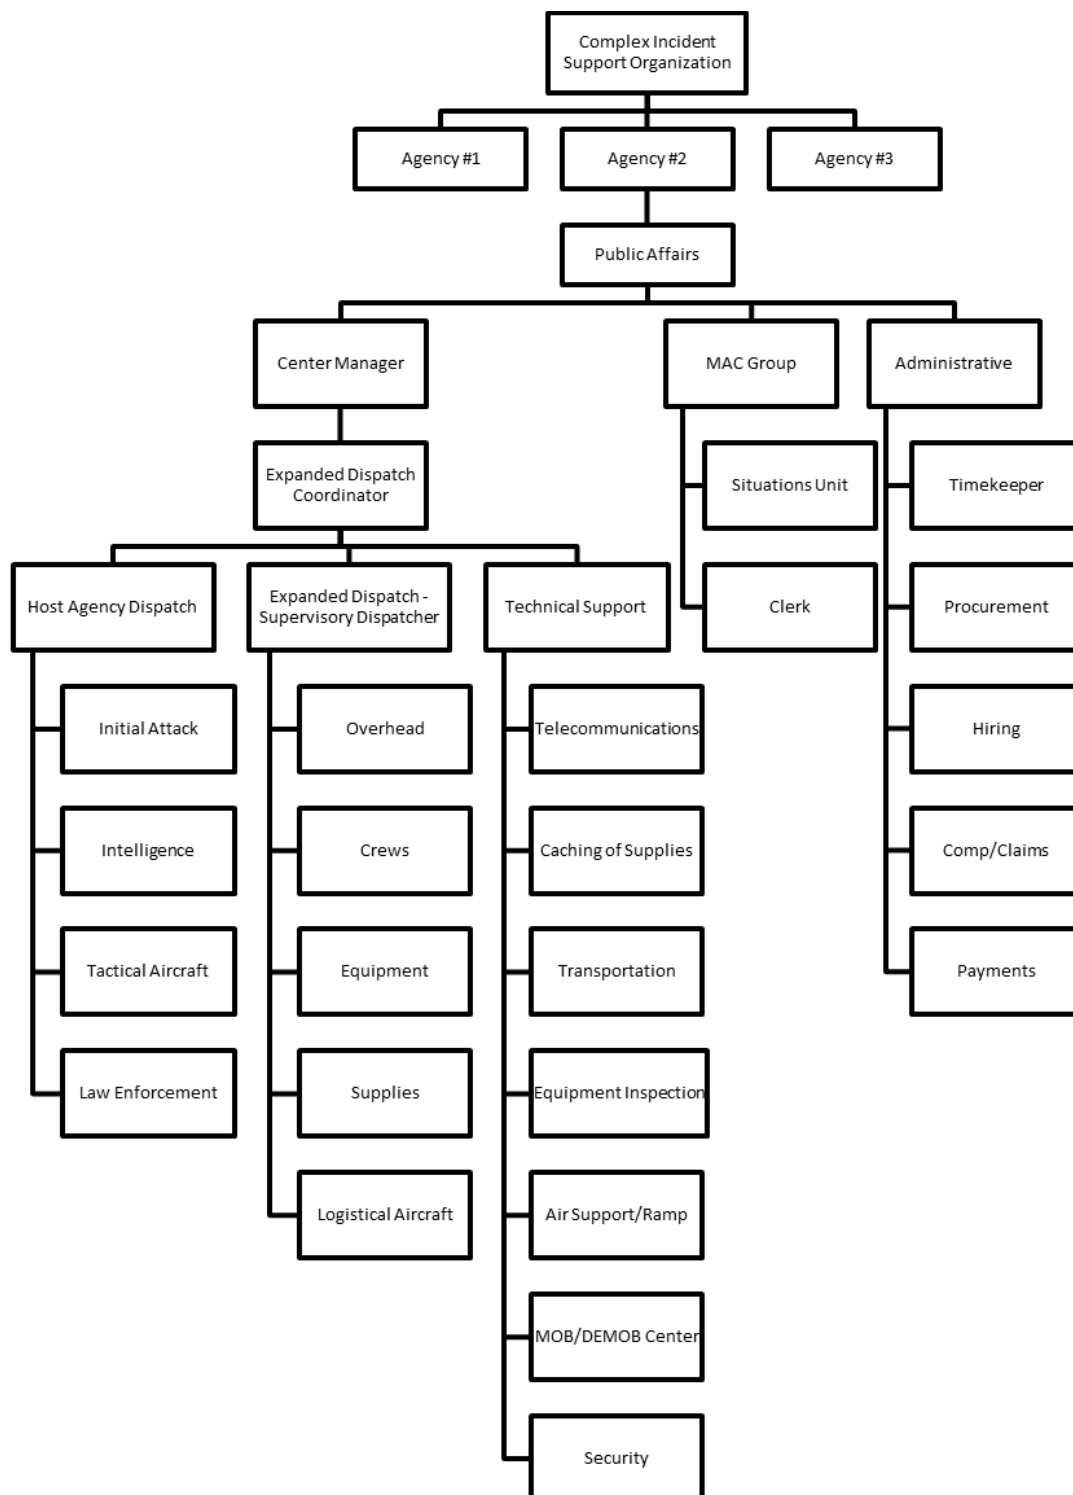 Complex Incident
Support Organization
Agency #1
Agency #2
Agency #3
Public Affairs
Center Manager
MAC Group
Administrative
Expanded Dispatch
Coordinator
Situations Unit
Timekeeper
Host Agency Dispatch
Expanded Dispatch -
Supervisory Dispatcher
Technical Support
Clerk
Procurement
Initial Attack
Overhead
Telecommunications
Hiring
Intelligence
Crews
Caching of Supplies
Comp/Claims
Tactical Aircraft
Equipment
Transportation
Payments
Law Enforcement
Supplies
Equipment Inspection
Logistical Aircraft
Air Support/Ramp
MOB/DEMOB Center
Security